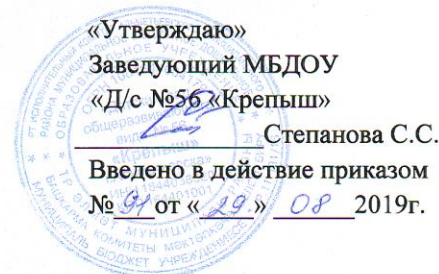 «Утверждаю»
Заведующий МБДОУ
«Д/с №56 «Крепыш»
Степанова С.С.
Введено в действие приказом
№ 91 от « 29 » 08 2019г.